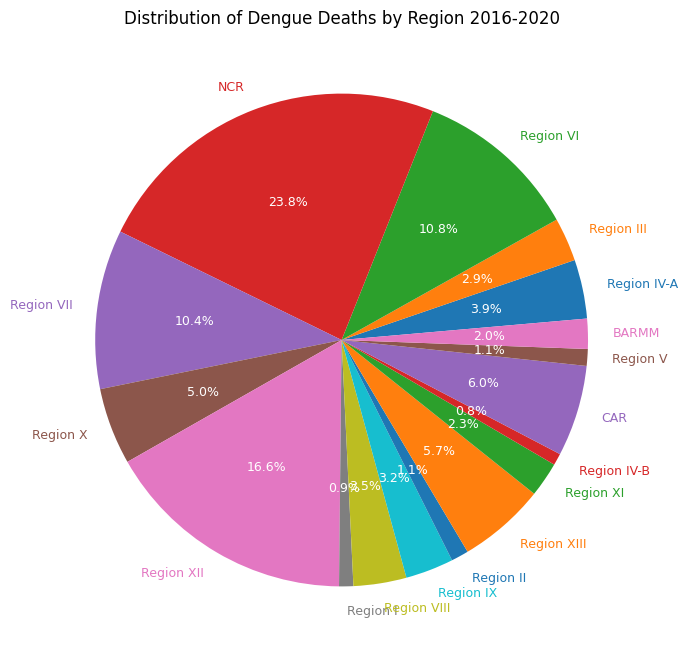 Distribution of Dengue Deaths by Region 2016-2020
NCR
Region VI
Region III
Region VII
Region IV-A
BARMM
Region V
CAR
Region X
Region IV-B
Region XI
Region XIII
Region XII
Region II
Region IX
Region VIII
Region I
23.8%
10.8%
2.9%
3.9%
10.4%
2.0%
1.1%
6.0%
5.0%
0.8%
2.3%
5.7%
16.6%
1.1%
3.2%
3.5%
0.9%